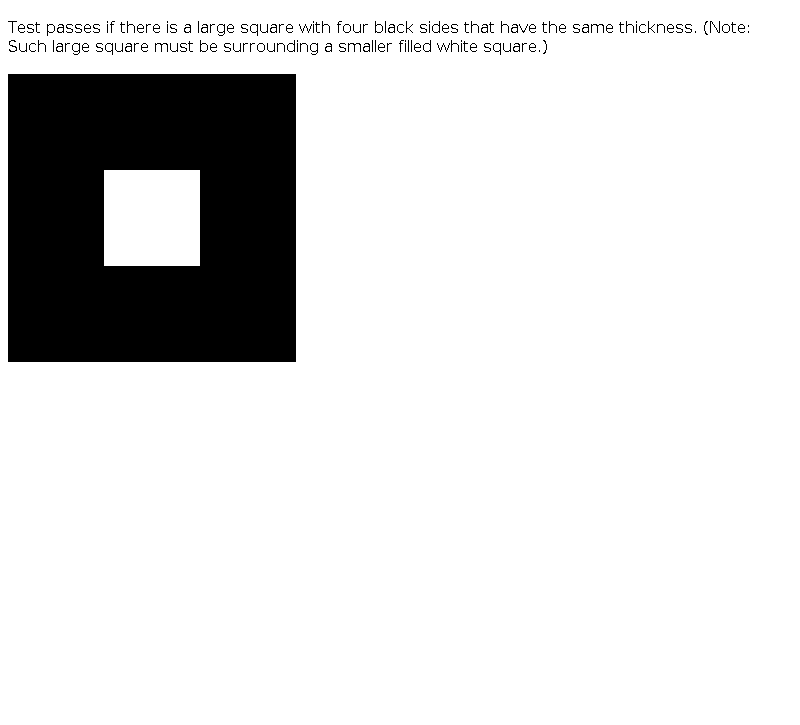 Test passes if there is a large square with four black sides that have the same thickness. (Note:
Such large square must be surrounding a smaller filled white square.)